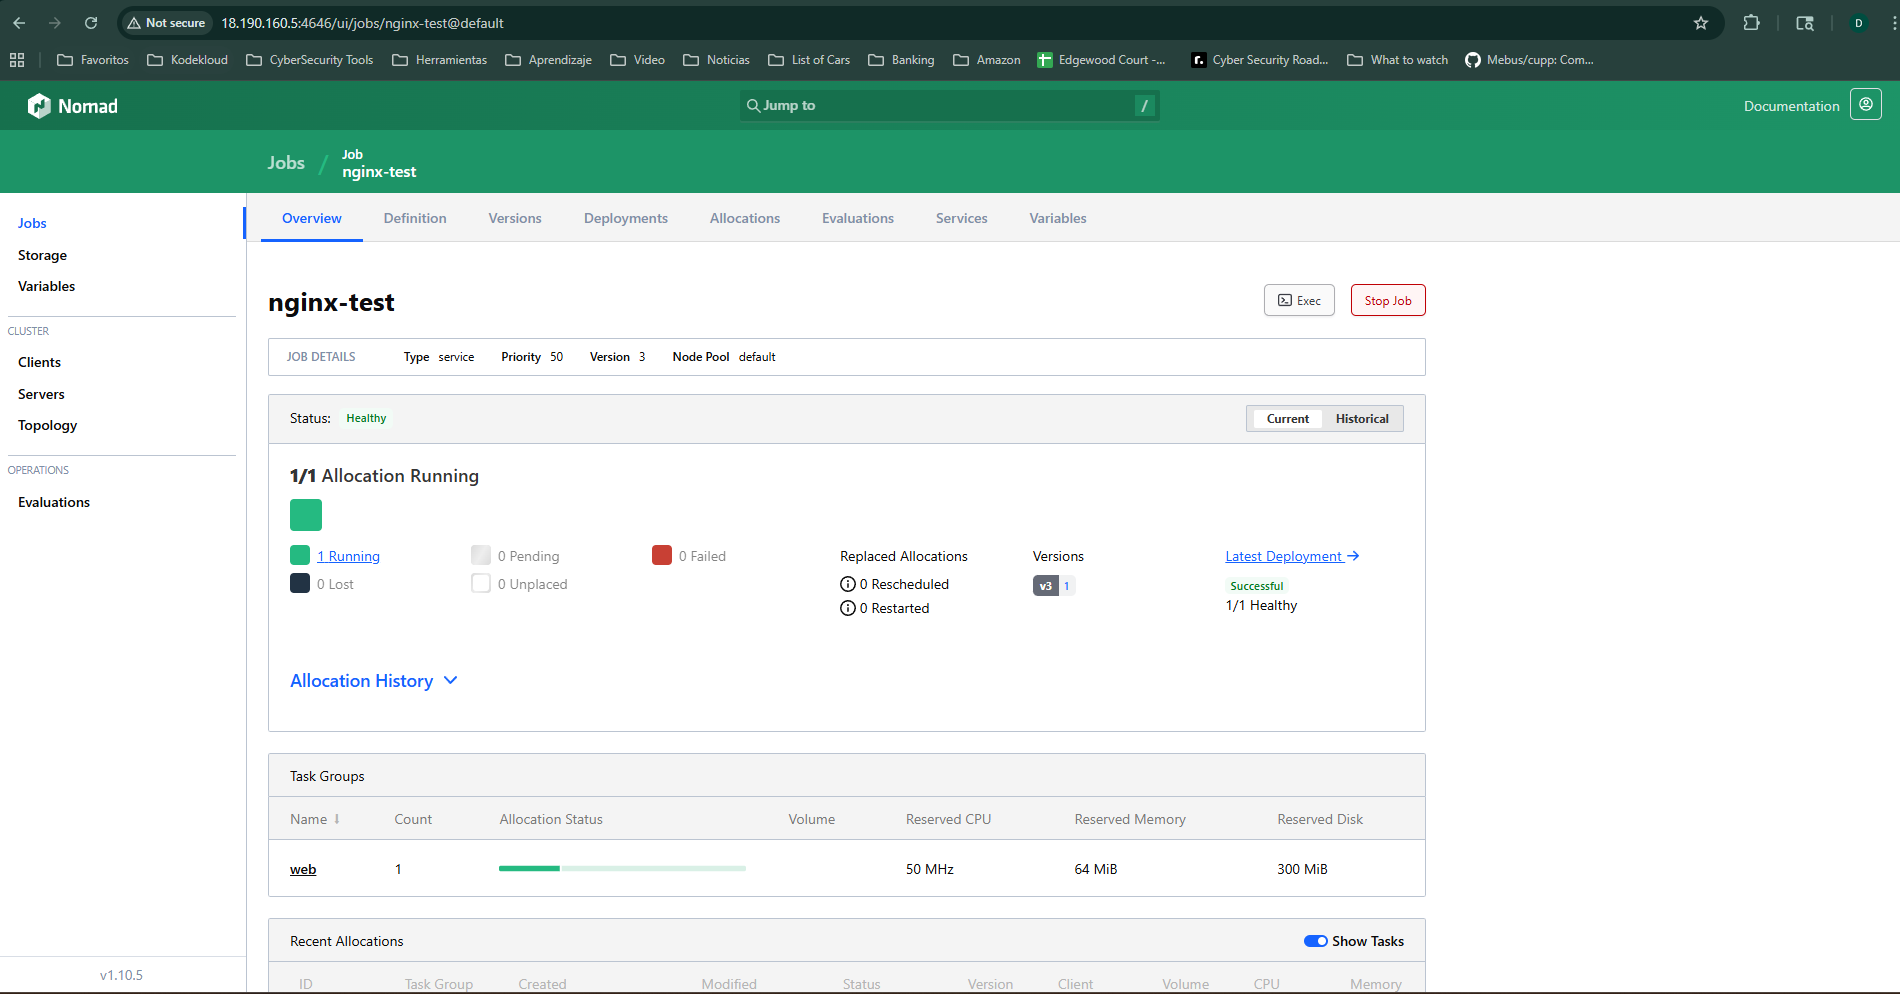 Not secure 18.190.160.5:4646/ui/jobs/nginx-test@default D
Favoritos Kodekloud CyberSecurity Tools Herramientas Aprendizaje Video Noticias List of Cars Banking Amazon Edgewood Court -... Cyber Security Road... What to watch Mebus/cupp: Com...
Nomad Jump to / Documentation
Jobs / Job
nginx-test
Jobs
Storage
Variables
CLUSTER
Clients
Servers
Topology
OPERATIONS
Evaluations
v1.10.5
Overview Definition Versions Deployments Allocations Evaluations Services Variables
nginx-test Exec Stop Job
JOB DETAILS Type service Priority 50 Version 3 Node Pool default
Status: Healthy Current Historical
1/1 Allocation Running
1 Running 0 Pending 0 Failed
0 Lost 0 Unplaced
Replaced Allocations
0 Rescheduled
0 Restarted
Versions
v3 1
Latest Deployment
Successful
1/1 Healthy
Allocation History
Task Groups
Name Count Allocation Status Volume Reserved CPU Reserved Memory Reserved Disk
web 1 50 MHz 64 MiB 300 MiB
Recent Allocations Show Tasks
ID Task Group Created Modified Status Version Client Volume CPU Memory